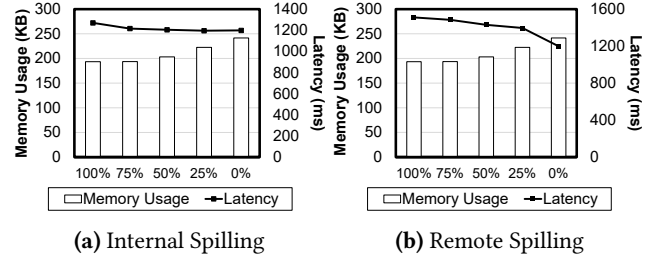 Memory Usage (KB)
300
250
200
150
100
50
0
1400
1200
1000
800
600
400
200
0
Latency (ms)
100% 75% 50% 25% 0%
Memory Usage Latency
(a) Internal Spilling
Memory Usage (KB)
300
250
200
150
100
50
0
1600
1200
800
400
0
Latency (ms)
100% 75% 50% 25% 0%
Memory Usage Latency
(b) Remote Spilling